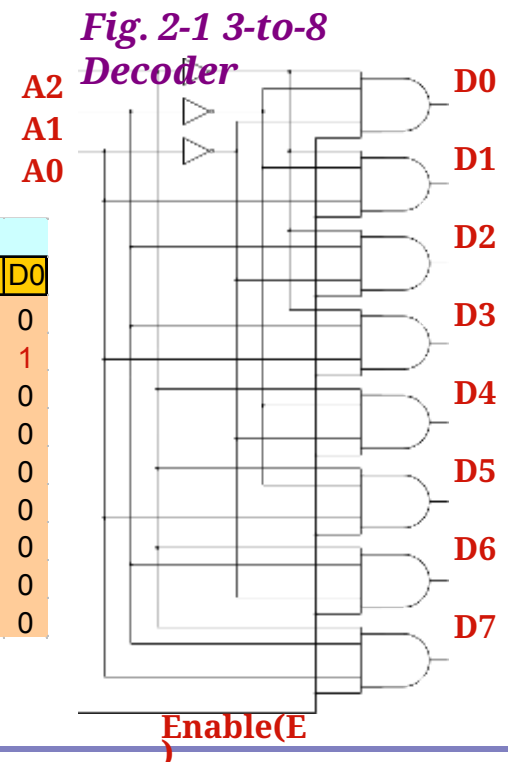 Fig. 2-1 3-to-8
Decoder
A2
A1
A0
D0
D1
D2
D3
D4
D5
D6
D7
D0
0
1
0
0
0
0
0
0
0
Enable(E
)